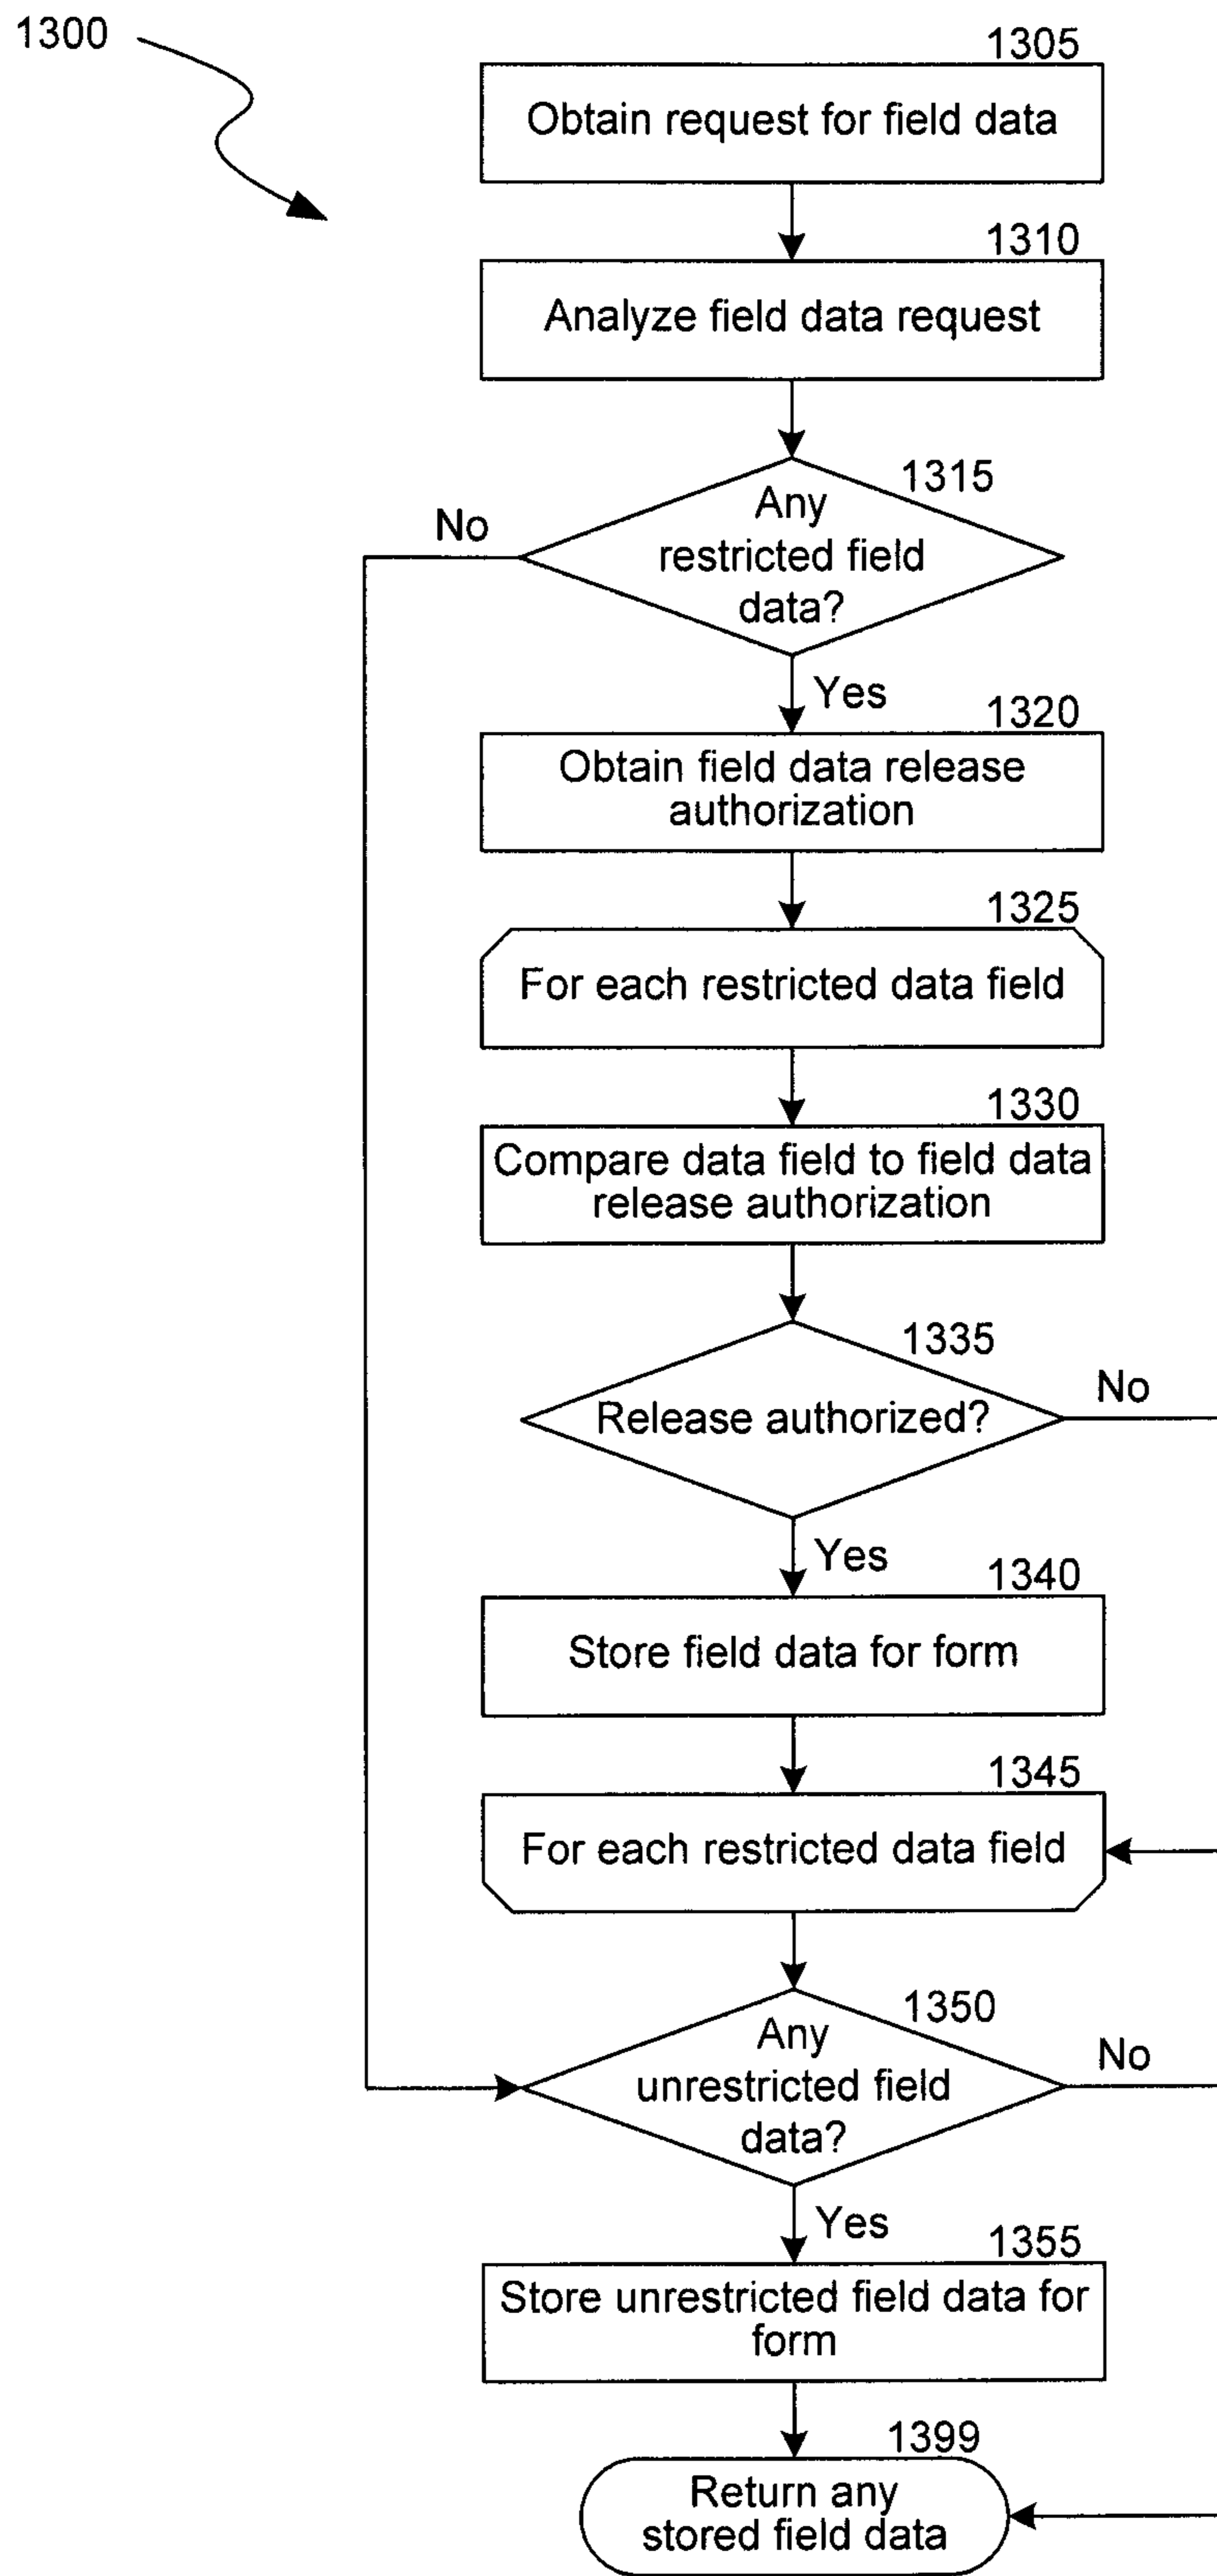 1300
1305
Obtain request for field data
1310
Analyze field data request
1315
Any
restricted field
data?
No
Yes
1320
Obtain field data release
authorization
1325
For each restricted data field
1330
Compare data field to field data
release authorization
1335
Release authorized?
No
Yes
1340
Store field data for form
1345
For each restricted data field
1350
Any
unrestricted field
data?
No
Yes
1355
Store unrestricted field data for
form
1399
Return any
stored field data